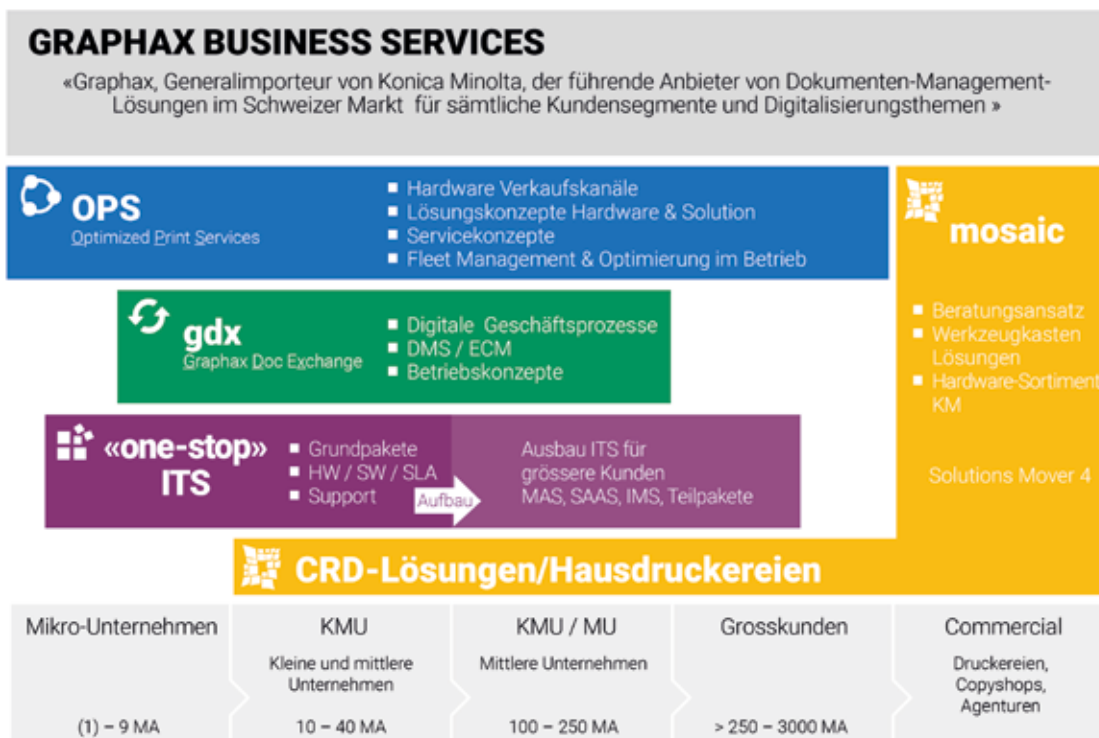 GRAPHAX BUSINESS SERVICES
«Graphax, Generalimporteur von Konica Minolta, der führende Anbieter von Dokumenten-Management-
Lösungen im Schweizer Markt für sämtliche Kundensegmente und Digitalisierungsthemen »
OPS
Optimized Print Services
■ Hardware Verkaufskanäle
■ Lösungskonzepte Hardware & Solution
■ Servicekonzepte
■ Fleet Management & Optimierung im Betrieb
mosaic
■ Beratungsansatz
■ Werkzeugkasten
Lösungen
■ Hardware-Sortiment
KM
Solutions Mover 4
gdx
Graphax Doc Exchange
■ Digitale Geschäftsprozesse
■ DMS / ECM
■ Betriebskonzepte
«one-stop»
ITS
■ Grundpakete
■ HW / SW / SLA
■ Support
Aufbau
Ausbau ITS für
grössere Kunden
MAS, SAAS, IMS, Teilpakete
CRD-Lösungen/Hausdruckereien
Mikro-Unternehmen
(1) – 9 MA
KMU
Kleine und mittlere
Unternehmen
10 – 40 MA
KMU / MU
Mittlere Unternehmen
100 – 250 MA
Grosskunden
> 250 – 3000 MA
Commercial
Druckereien,
Copyshops,
Agenturen